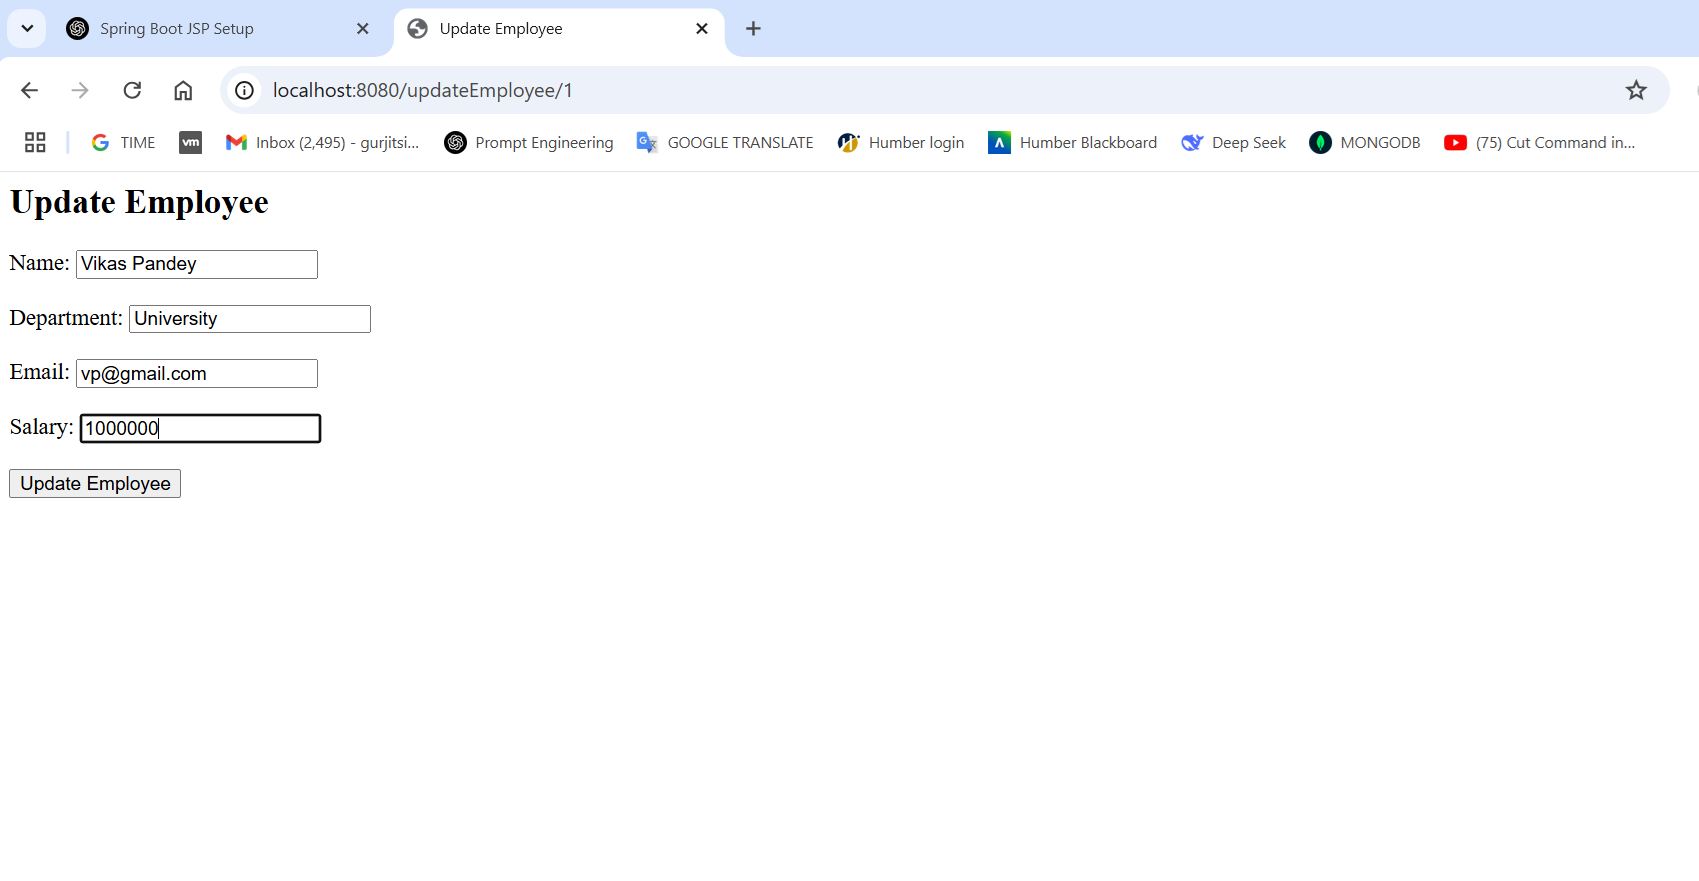 Spring Boot JSP Setup Update Employee
localhost:8080/updateEmployee/1
TIME vm Inbox (2,495) - gurjitsi... Prompt Engineering GOOGLE TRANSLATE Humber login Humber Blackboard Deep Seek MONGODB (75) Cut Command in...
Update Employee
Name: Vikas Pandey
Department: University
Email: vp@gmail.com
Salary: 1000000
Update Employee